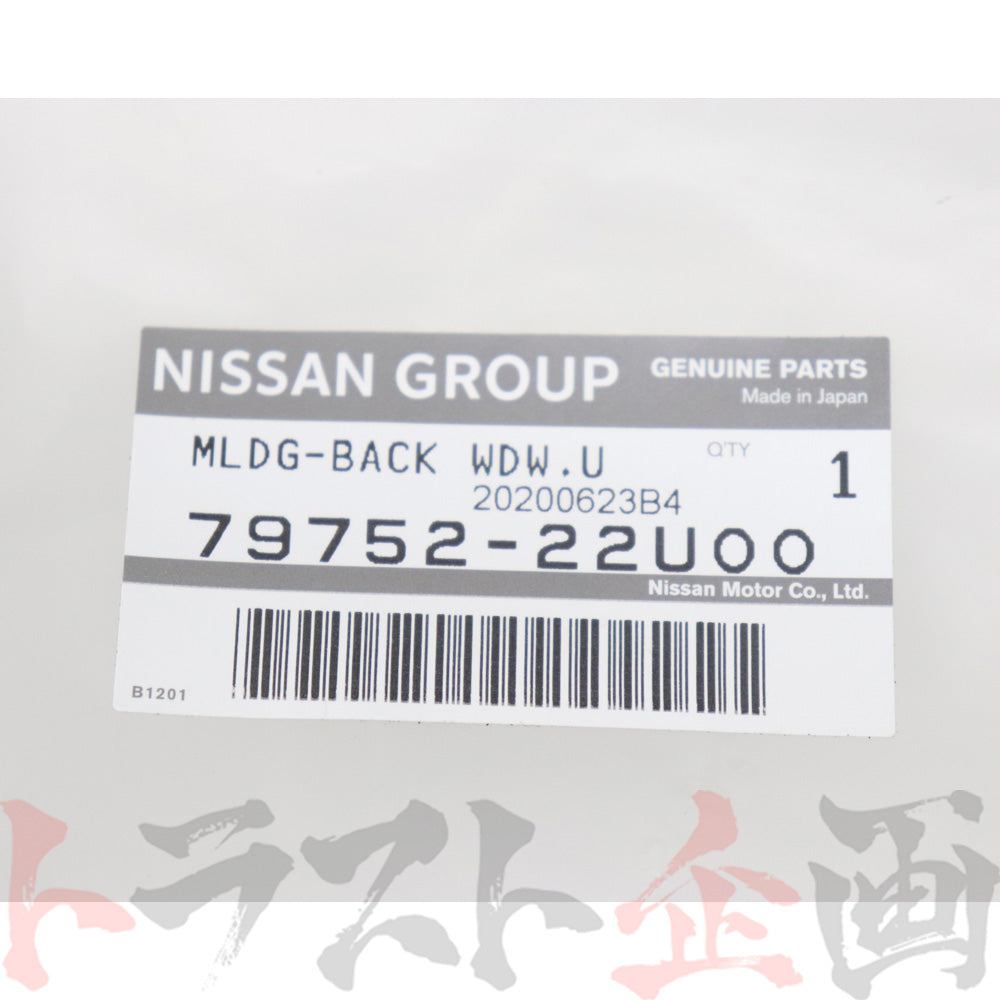 NISSAN GROUP
GENUINE PARTS
Made in Japan
MLDG-BACK WDW.U
Q'TY
1
20200623B4
79752-22U00
Nissan Motor Co., Ltd.
B1201
トラスト企画